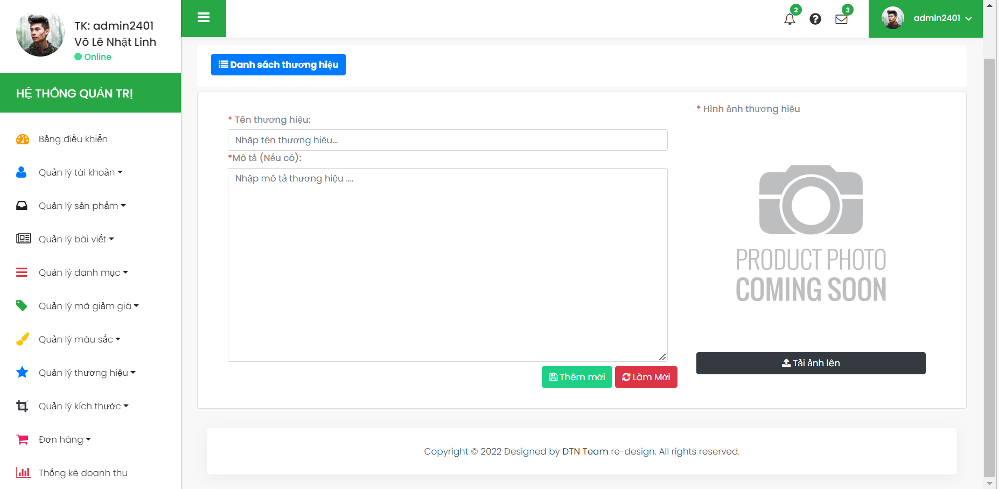 TK: admin2401
Võ Lê Nhật Linh
Online
HỆ THỐNG QUẢN TRỊ
Bảng điều khiển
Quản lý tài khoản
Quản lý sản phẩm
Quản lý bài viết
Quản lý danh mục
Quản lý mã giảm giá
Quản lý màu sắc
Quản lý thương hiệu
Quản lý kích thước
Đơn hàng
Thống kê doanh thu
2
3
admin2401
Danh sách thương hiệu
* Tên thương hiệu:
Nhập tên thương hiệu...
*Mô tả (Nếu có):
Nhập mô tả thương hiệu ....
Thêm mới
Làm Mới
* Hình ảnh thương hiệu
PRODUCT PHOTO
COMING SOON
Tải ảnh lên
Copyright © 2022 Designed by DTN Team re-design. All rights reserved.